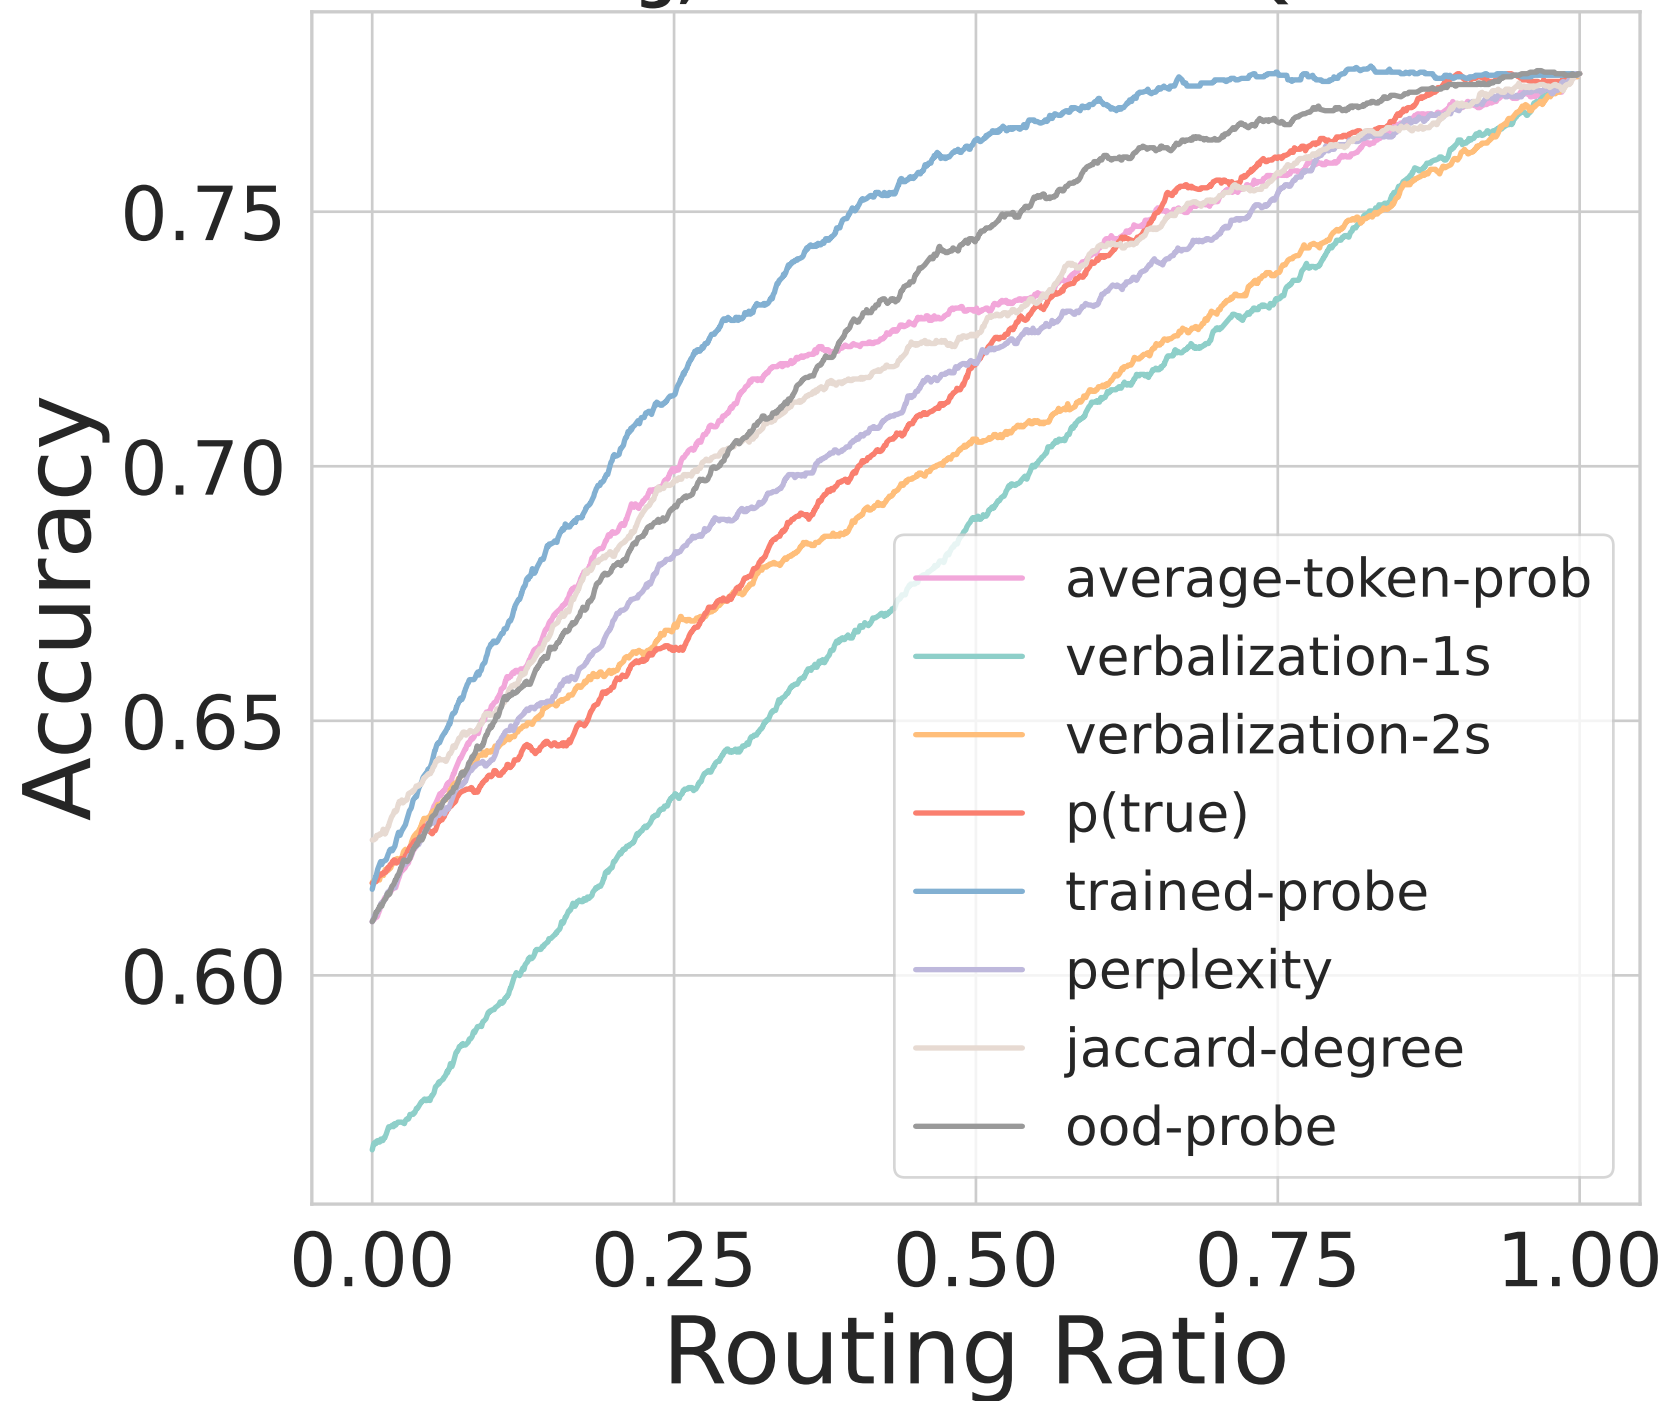 0.75
0.70
0.65
0.60
Accuracy
average-token-prob
verbalization-1s
verbalization-2s
p(true)
trained-probe
perplexity
jaccard-degree
ood-probe
0.00 0.25 0.50 0.75 1.00
Routing Ratio